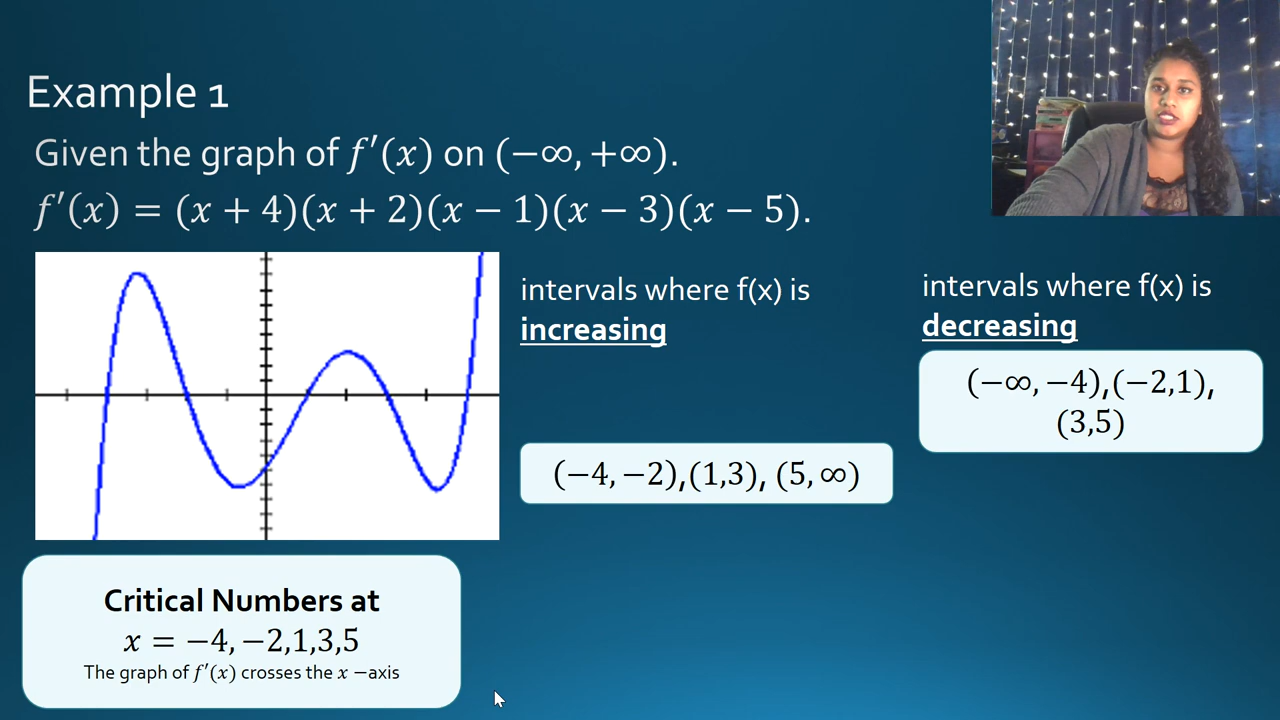 Example 1
Given the graph of f′(x) on (−∞, +∞).
f′(x) = (x + 4)(x + 2)(x − 1)(x − 3)(x − 5).
intervals where f(x) is
increasing
(−4, −2),(1,3), (5, ∞)
intervals where f(x) is
decreasing
(−∞, −4),(−2,1),
(3,5)
Critical Numbers at
x = −4, −2,1,3,5
The graph of f′(x) crosses the x −axis